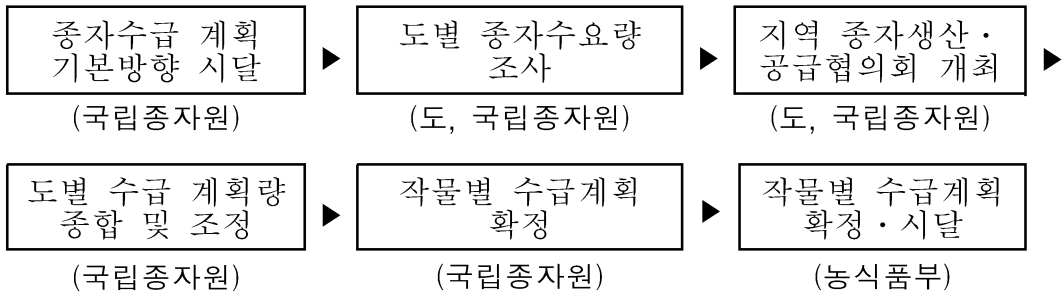 종자수급 계획
기본방향 시달
(국립종자원)
▶
도별 종자수요량
조사
(도, 국립종자원)
▶
지역 종자생산·
공급협의회 개최
(도, 국립종자원)
▶
도별 수급 계획량
종합 및 조정
(국립종자원)
▶
작물별 수급계획
확정
(국립종자원)
▶
작물별 수급계획
확정·시달
(농식품부)